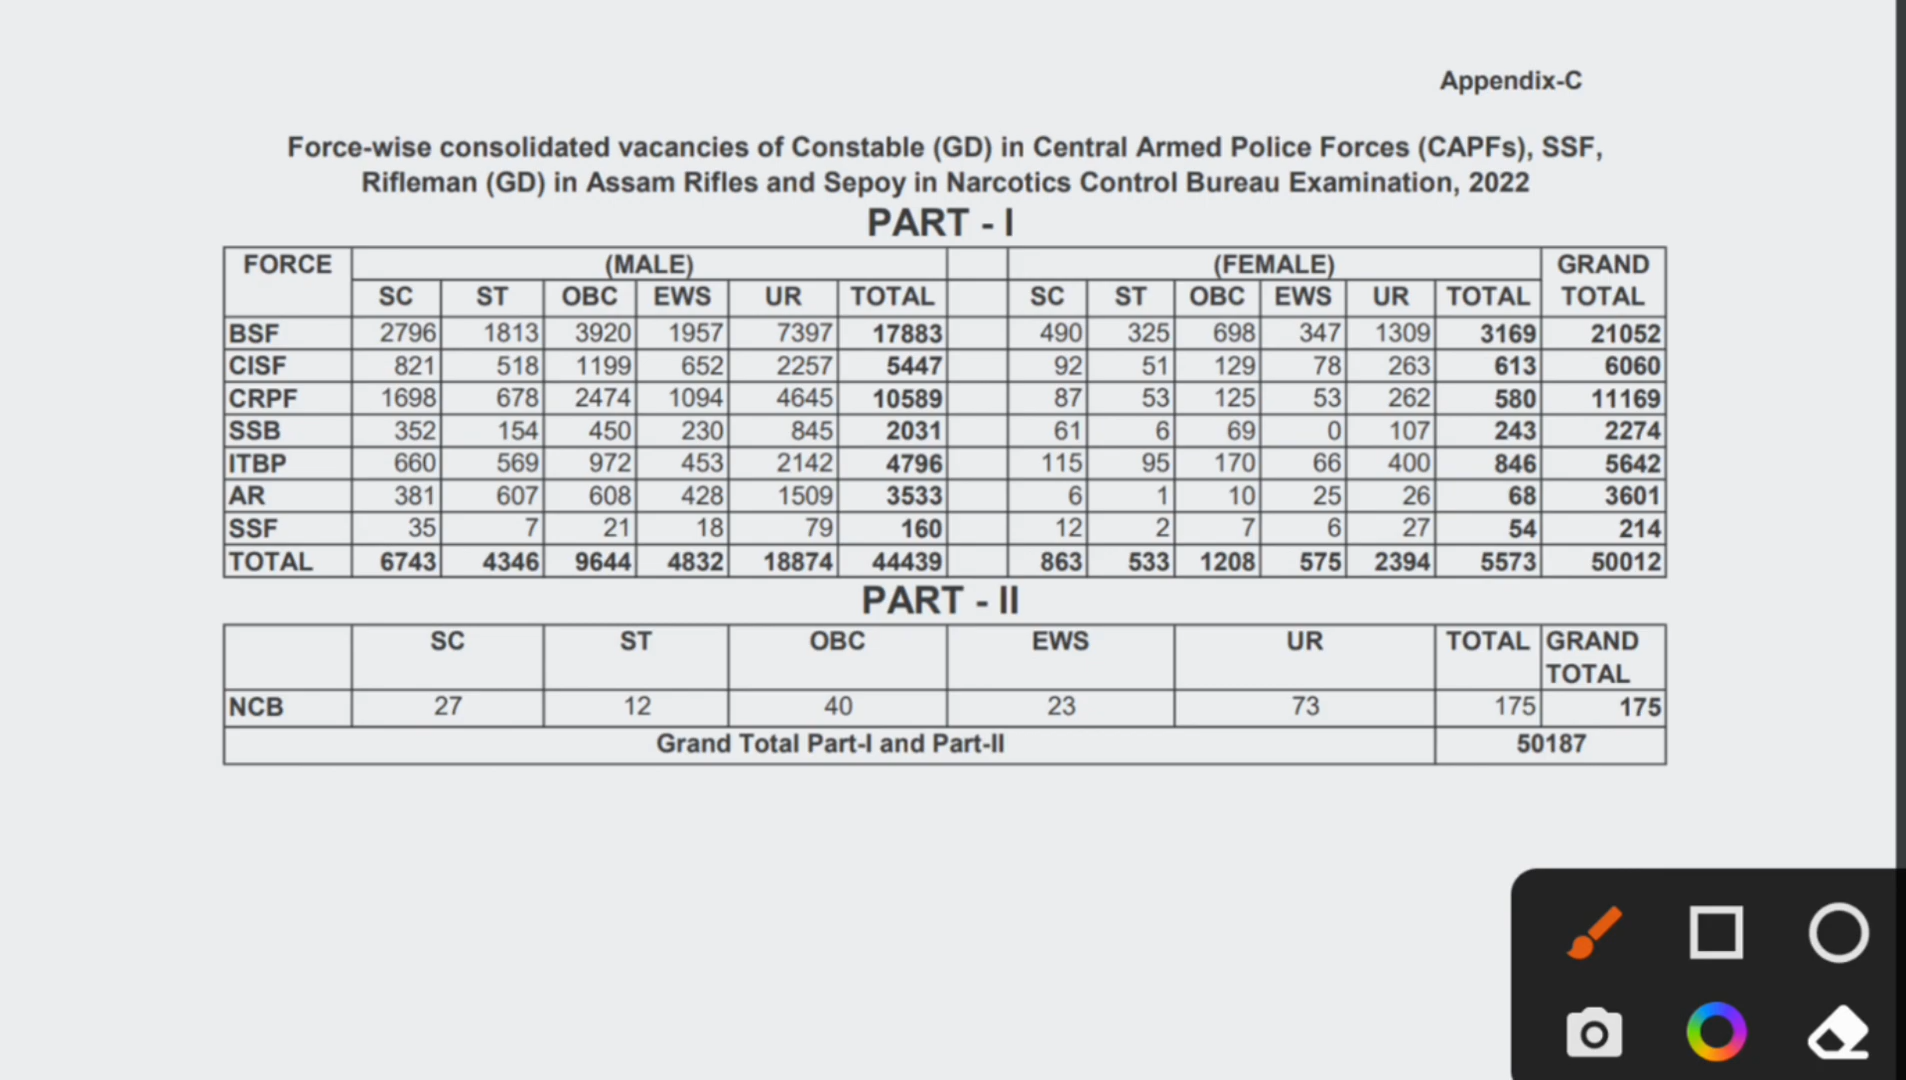 Appendix-C
Force-wise consolidated vacancies of Constable (GD) in Central Armed Police Forces (CAPFs), SSF,
Rifleman (GD) in Assam Rifles and Sepoy in Narcotics Control Bureau Examination, 2022
PART - I
FORCE (MALE) (FEMALE) GRAND
SC ST OBC EWS UR TOTAL SC ST OBC EWS UR TOTAL TOTAL
BSF 2796 1813 3920 1957 7397 17883 490 325 698 347 1309 3169 21052
CISF 821 518 1199 652 2257 5447 92 51 129 78 263 613 6060
CRPF 1698 678 2474 1094 4645 10589 87 53 125 53 262 580 11169
SSB 352 154 450 230 845 2031 61 6 69 0 107 243 2274
ITBP 660 569 972 453 2142 4796 115 95 170 66 400 846 5642
AR 381 607 608 428 1509 3533 6 1 10 25 26 68 3601
SSF 35 7 21 18 79 160 12 2 7 6 27 54 214
TOTAL 6743 4346 9644 4832 18874 44439 863 533 1208 575 2394 5573 50012
PART - II
SC ST OBC EWS UR TOTAL GRAND
TOTAL
NCB 27 12 40 23 73 175 175
Grand Total Part-I and Part-II 50187